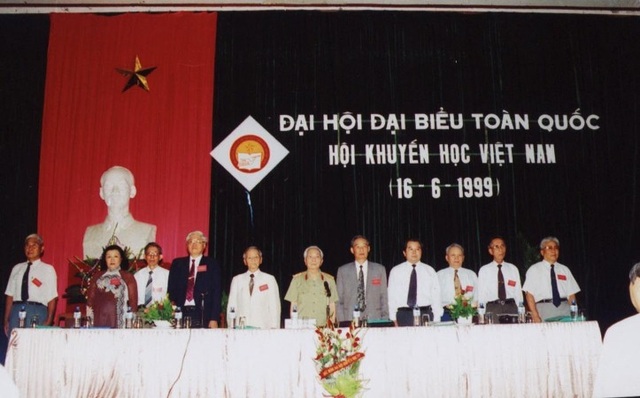 ĐẠI HỘI ĐẠI BIỂU TOÀN QUỐC
HỘI KHUYẾN HỌC VIỆT NAM
(16-6-1999)